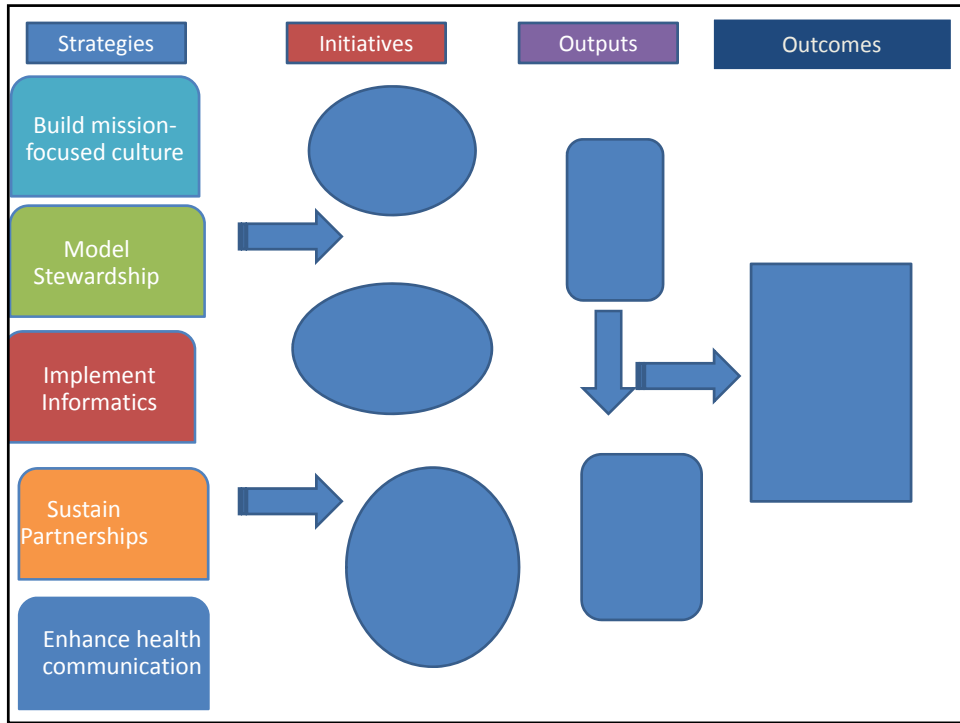 Strategies
Initiatives
Outputs
Outcomes
Build mission-
focused culture
Model
Stewardship
Implement
Informatics
Sustain
Partnerships
Enhance health
communication